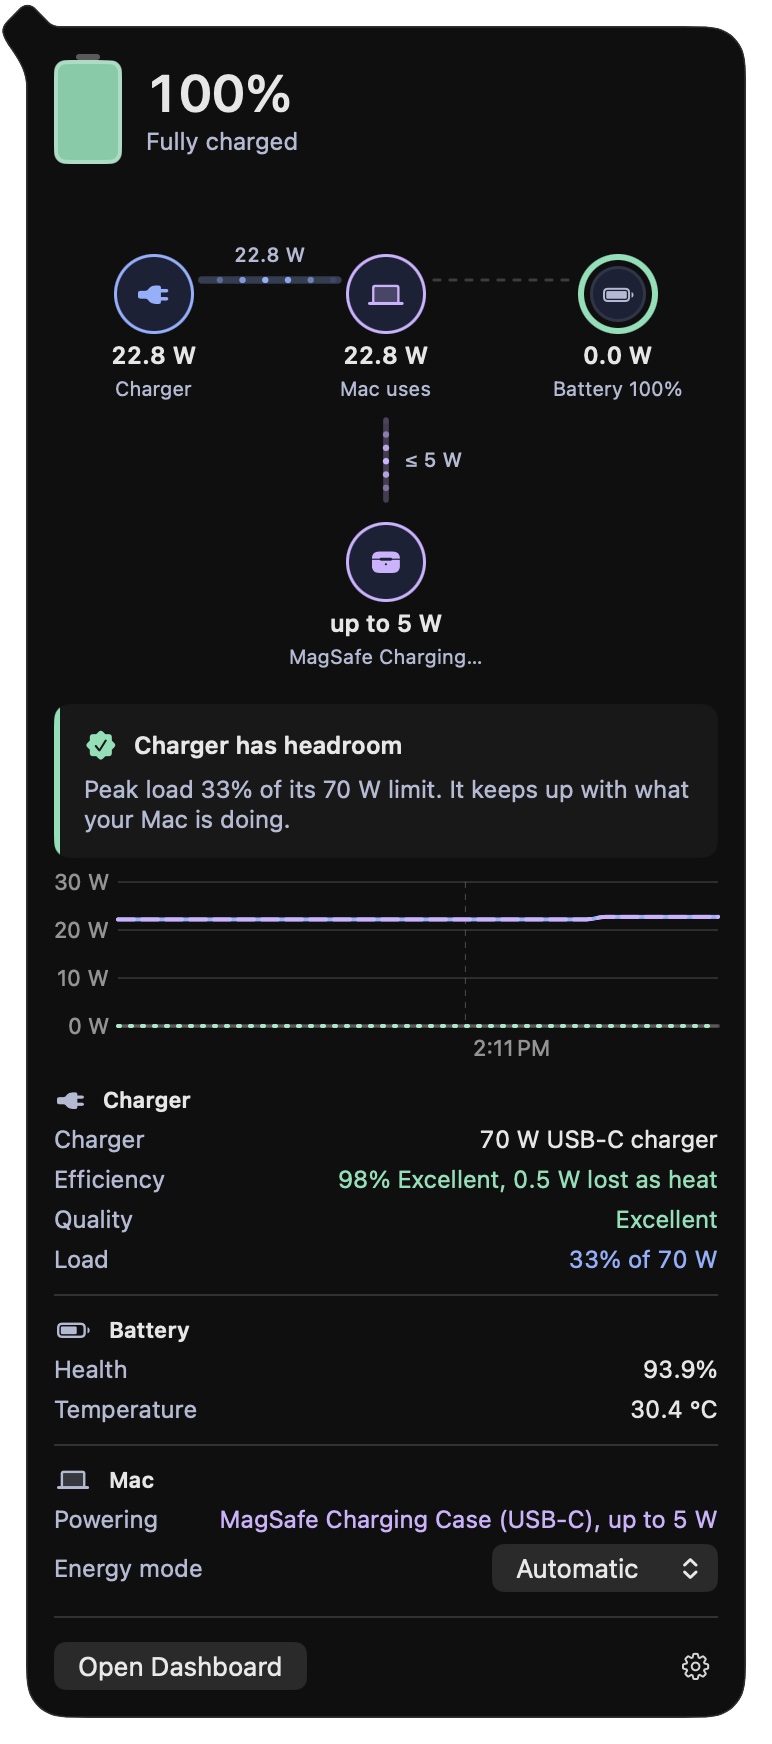 100%
Fully charged
22.8 W
22.8 W
Charger
22.8 W
Mac uses
0.0 W
Battery 100%
≤ 5 W
up to 5 W
MagSafe Charging...
Charger has headroom
Peak load 33% of its 70 W limit. It keeps up with what
your Mac is doing.
30 W
20 W
10 W
0 W
2:11 PM
Charger
Charger 70 W USB-C charger
Efficiency 98% Excellent, 0.5 W lost as heat
Quality Excellent
Load 33% of 70 W
Battery
Health 93.9%
Temperature 30.4 °C
Mac
Powering MagSafe Charging Case (USB-C), up to 5 W
Energy mode Automatic
Open Dashboard